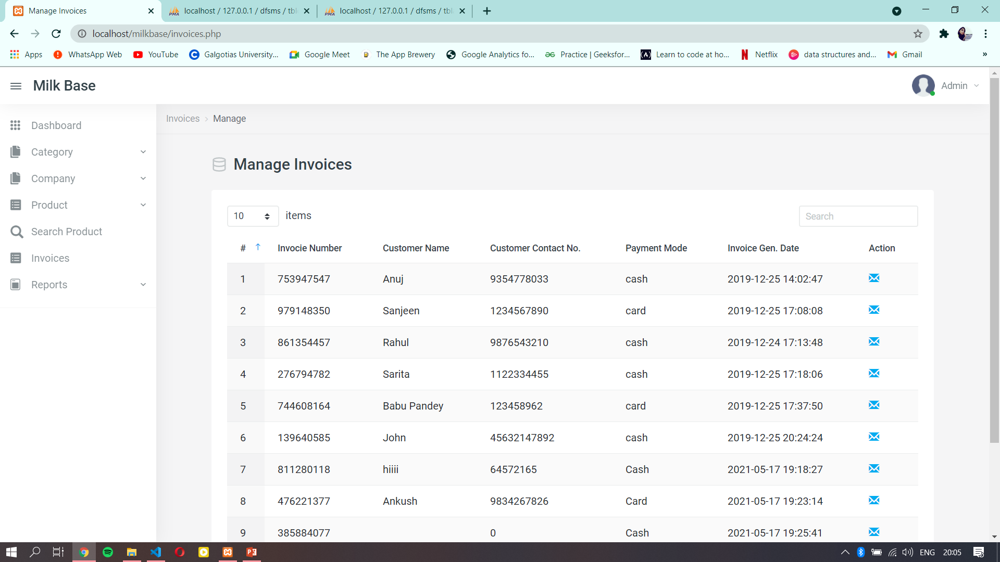 Manage Invoices
localhost / 127.0.0.1 / dfsms / tbl
localhost / 127.0.0.1 / dfsms / tbl
localhost/milkbase/invoices.php
Apps WhatsApp Web YouTube Galgotias University... Google Meet The App Brewery Google Analytics fo... Practice | Geeksfor... Learn to code at ho... Netflix data structures and... Gmail »
Milk Base
Admin
Dashboard
Category
Company
Product
Search Product
Invoices
Reports
Invoices > Manage
Manage Invoices
10 items
Search
# ↑ Invocie Number Customer Name Customer Contact No. Payment Mode Invoice Gen. Date Action
1 753947547 Anuj 9354778033 cash 2019-12-25 14:02:47
2 979148350 Sanjeen 1234567890 card 2019-12-25 17:08:08
3 861354457 Rahul 9876543210 cash 2019-12-24 17:13:48
4 276794782 Sarita 1122334455 cash 2019-12-25 17:18:06
5 744608164 Babu Pandey 123458962 card 2019-12-25 17:37:50
6 139640585 John 45632147892 cash 2019-12-25 20:24:24
7 811280118 hiiii 64572165 Cash 2021-05-17 19:18:27
8 476221377 Ankush 9834267826 Card 2021-05-17 19:23:14
9 385884077 0 Cash 2021-05-17 19:25:41
ENG 20:05